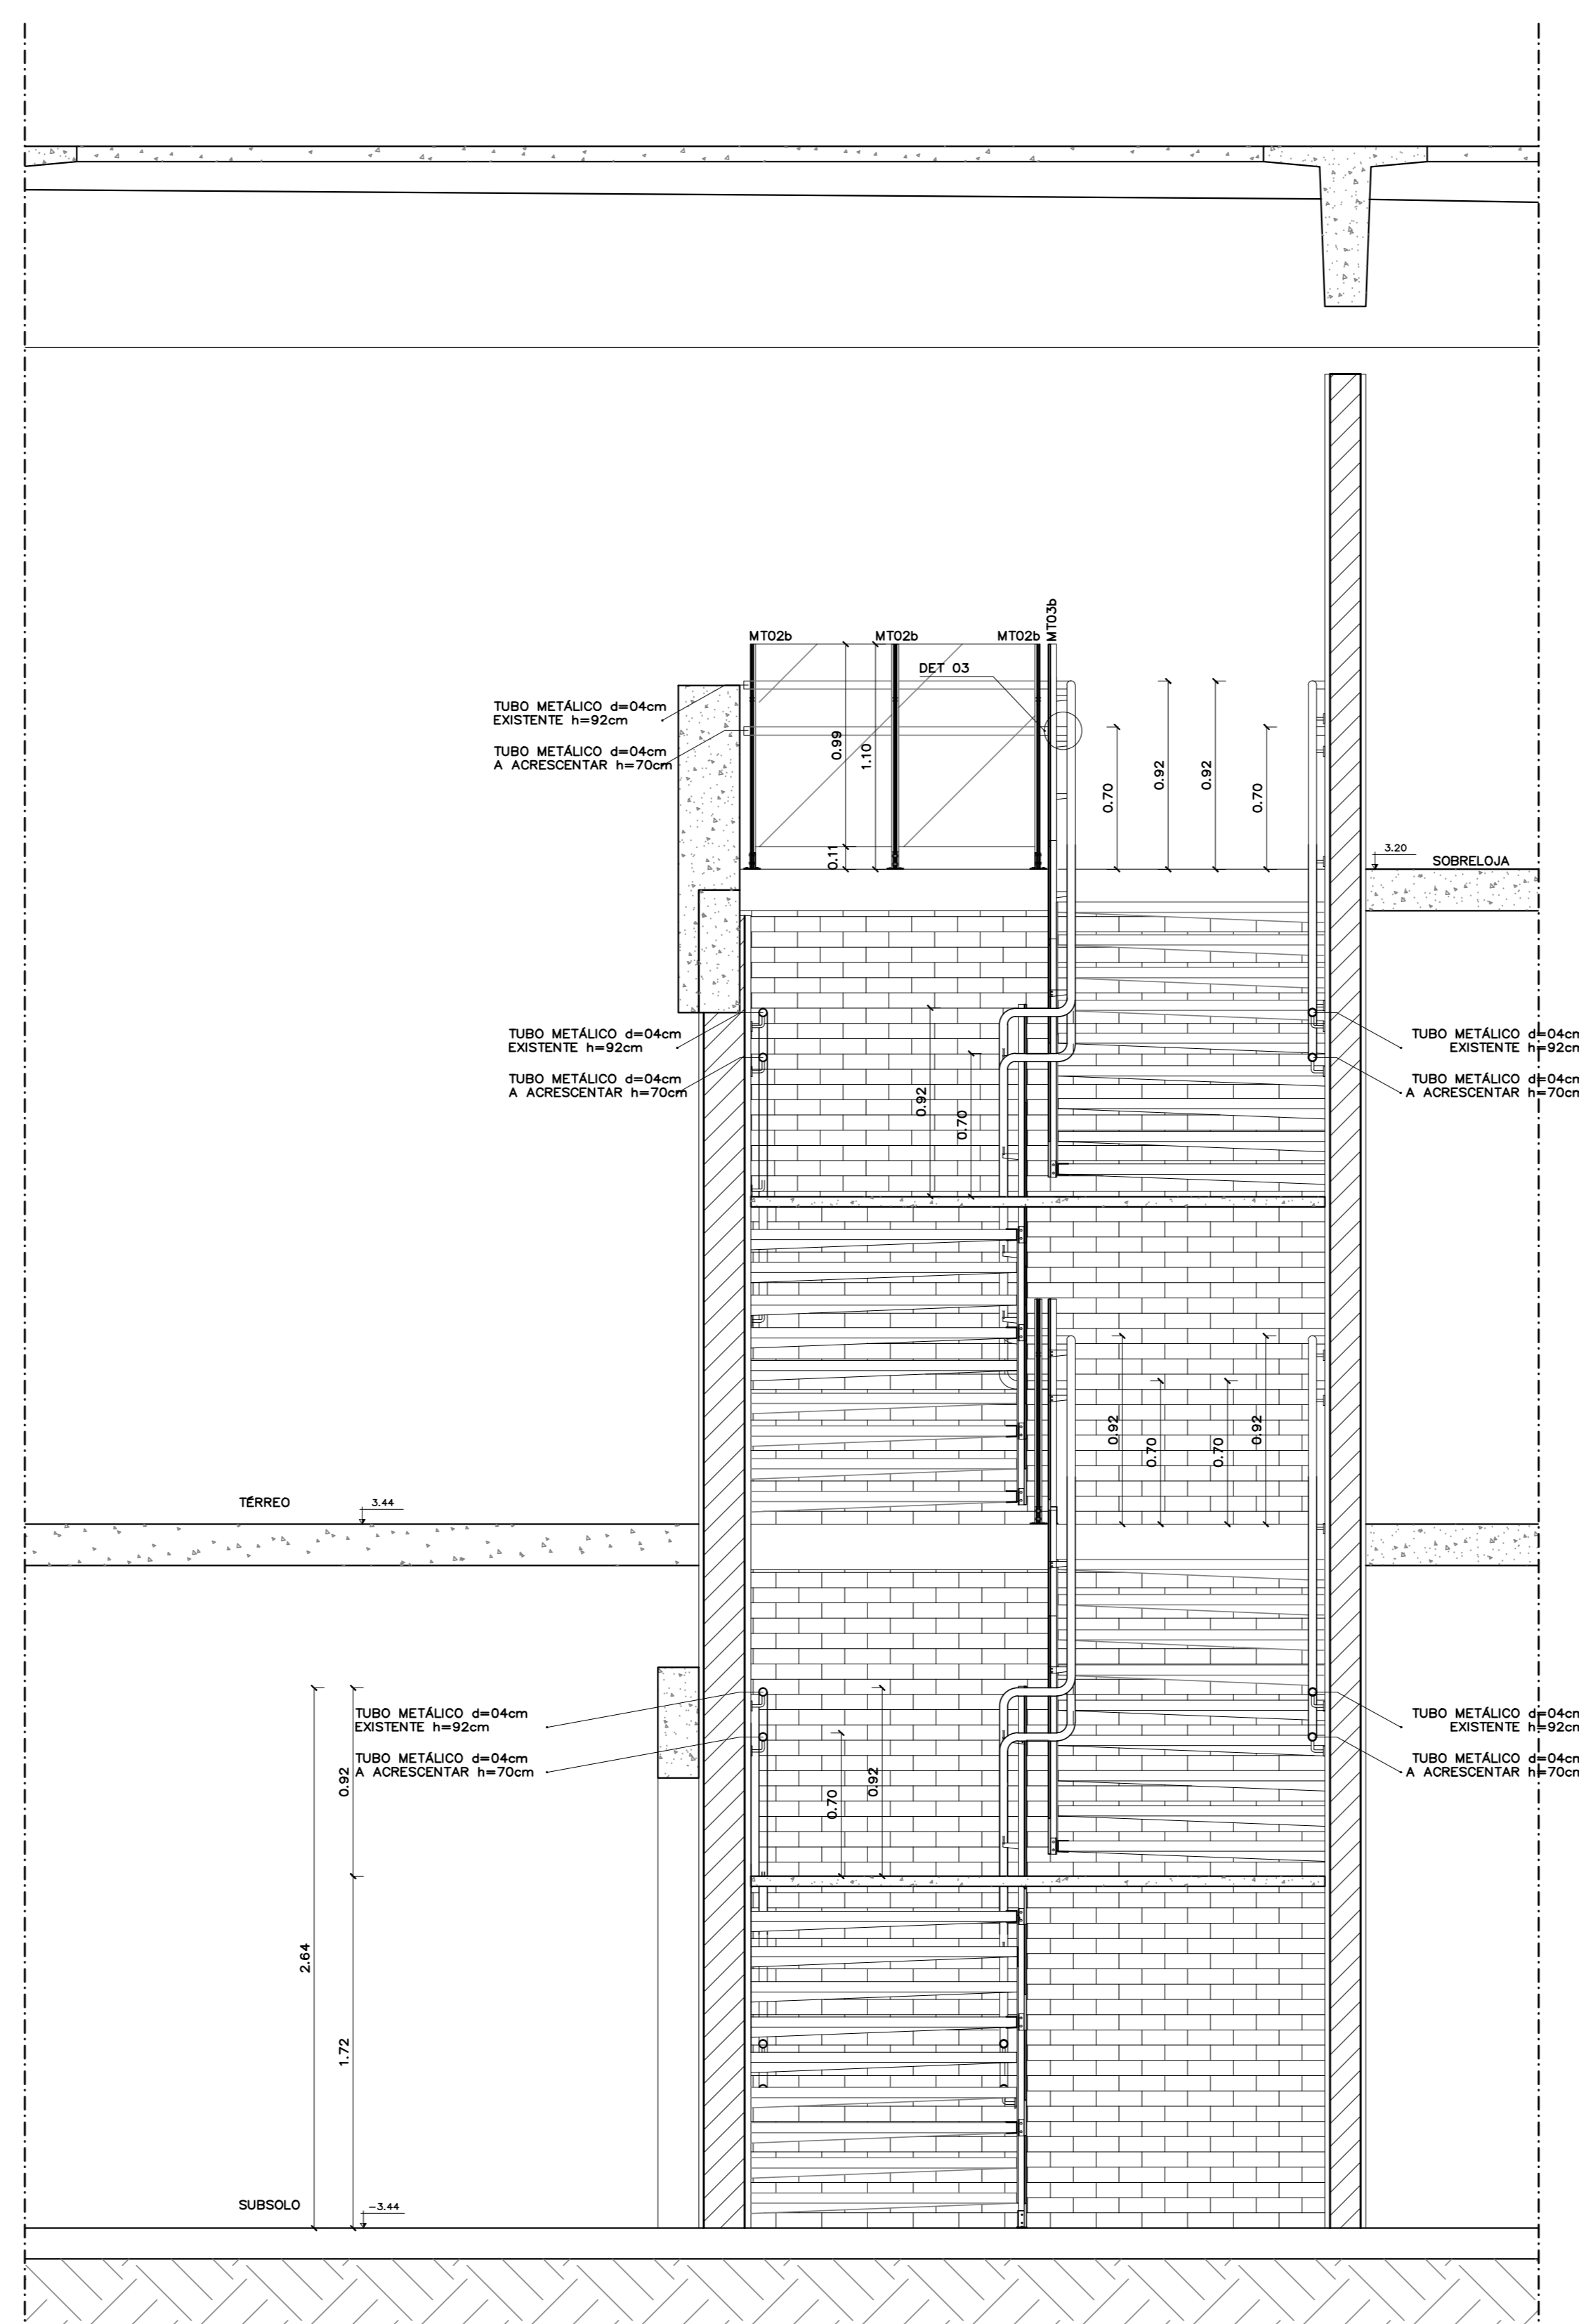 MT03b
MT02b
MT02b
MT02b
DET 03
TUBO METÁLICO d=04cm
EXISTENTE h=92cm
TUBO METÁLICO d=04cm
A ACRESCENTAR h=70cm
0.99
1.10
0.11
0.70
0.92
0.92
0.70
3.20
SOBRELOJA
TUBO METÁLICO d=04cm
EXISTENTE h=92cm
TUBO METÁLICO d=04cm
A ACRESCENTAR h=70cm
0.92
0.70
TUBO METÁLICO d=04cm
EXISTENTE h=92cm
TUBO METÁLICO d=04cm
A ACRESCENTAR h=70cm
0.92
0.70
0.70
0.92
TÉRREO
3.44
TUBO METÁLICO d=04cm
EXISTENTE h=92cm
TUBO METÁLICO d=04cm
A ACRESCENTAR h=70cm
0.92
0.70
0.92
TUBO METÁLICO d=04cm
EXISTENTE h=92cm
TUBO METÁLICO d=04cm
A ACRESCENTAR h=70cm
2.64
1.72
SUBSOLO
-3.44